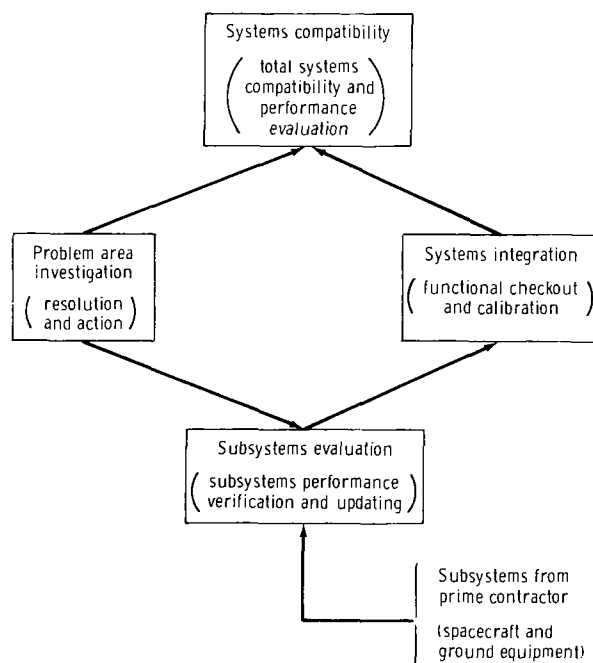 Systems compatibility
( total systems
compatibility and
performance
evaluation )
Problem area
investigation
( resolution
and action )
Systems integration
( functional checkout
and calibration )
Subsystems evaluation
( subsystems performance
verification and updating )
Subsystems from
prime contractor
(spacecraft and
ground equipment)